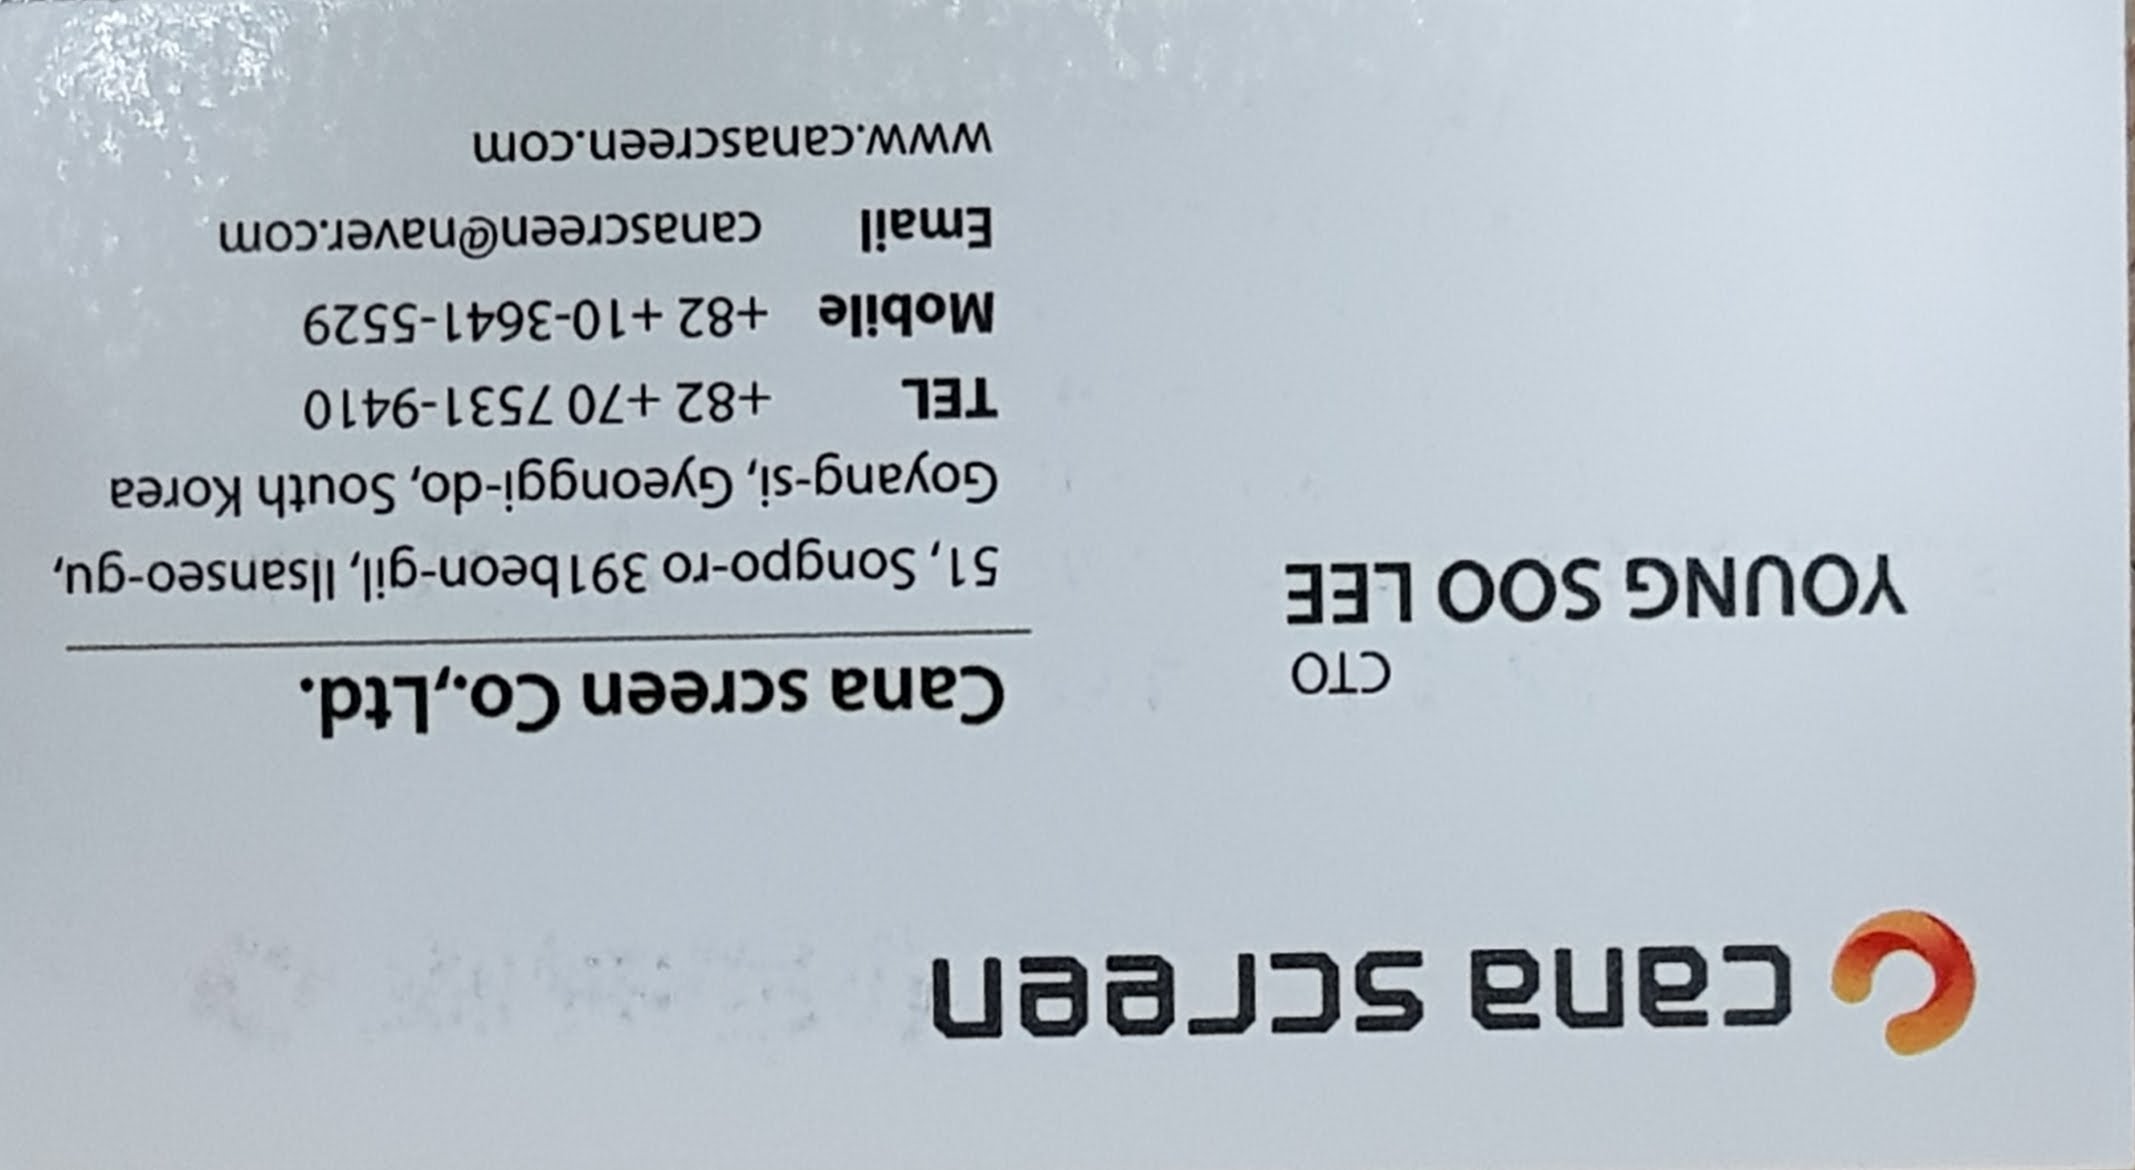 cana screen
CTO
YOUNG SOO LEE
Cana screen Co.,Ltd.
51, Songpo-ro 391beon-gil, Ilsanseo-gu,
Goyang-si, Gyeonggi-do, South Korea
TEL +82 +70 7531-9410
Mobile +82 +10-3641-5529
Email canascreen@naver.com
www.canascreen.com